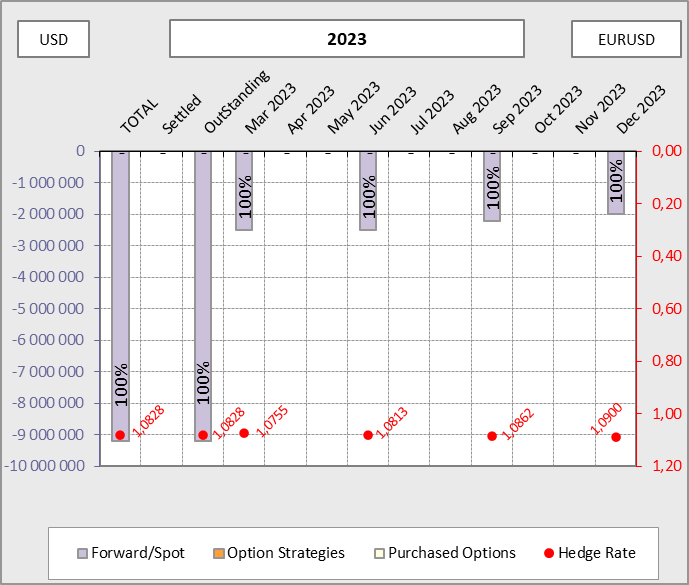 USD
2023
EURUSD
TOTAL
Settled
OutStanding
Mar 2023
Apr 2023
May 2023
Jun 2023
Jul 2023
Aug 2023
Sep 2023
Oct 2023
Nov 2023
Dec 2023
0
-1 000 000
-2 000 000
-3 000 000
-4 000 000
-5 000 000
-6 000 000
-7 000 000
-8 000 000
-9 000 000
-10 000 000
100%
100%
100%
100%
100%
100%
1,0828
1,0828
1,0755
1,0813
1,0862
1,0900
0,00
0,20
0,40
0,60
0,80
1,00
1,20
Forward/Spot
Option Strategies
Purchased Options
Hedge Rate